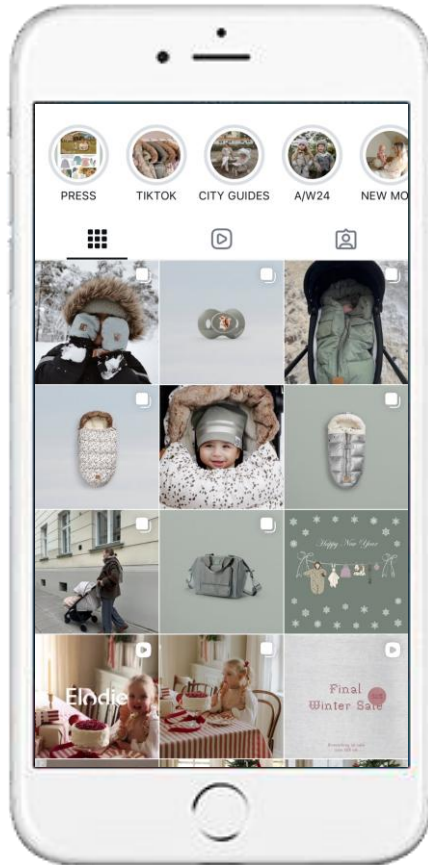 PRESS
TIKTOK
CITY GUIDES
A/W24
NEW MO
Happy New Year
Elodie
Final
Winter Sale